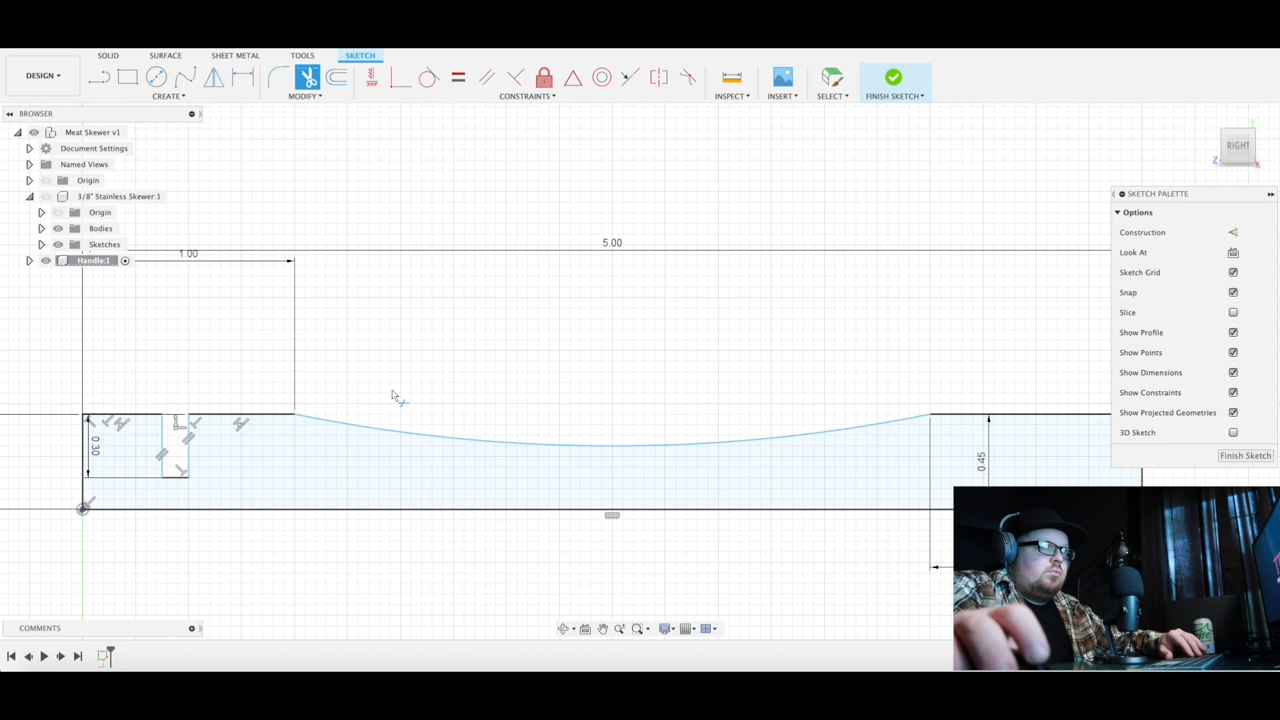 SOLID
SURFACE
SHEET METAL
TOOLS
SKETCH
DESIGN
CREATE
MODIFY
CONSTRAINTS
INSPECT
INSERT
SELECT
FINISH SKETCH
BROWSER
Meat Skewer v1
Document Settings
Named Views
Origin
3/8" Stainless Skewer:1
Origin
Bodies
Sketches
Handle:1
RIGHT
Y
Z
X
SKETCH PALETTE
Options
Construction
Look At
Sketch Grid
Snap
Slice
Show Profile
Show Points
Show Dimensions
Show Constraints
Show Projected Geometries
3D Sketch
Finish Sketch
5.00
1.00
0.30
0.45
COMMENTS